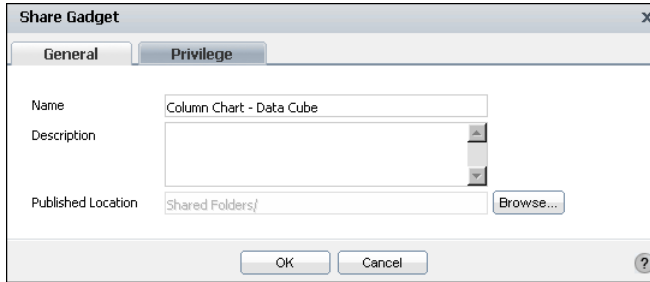 Share Gadget x
General Privilege
Name Column Chart - Data Cube
Description
Published Location Shared Folders/ Browse...
OK Cancel ?